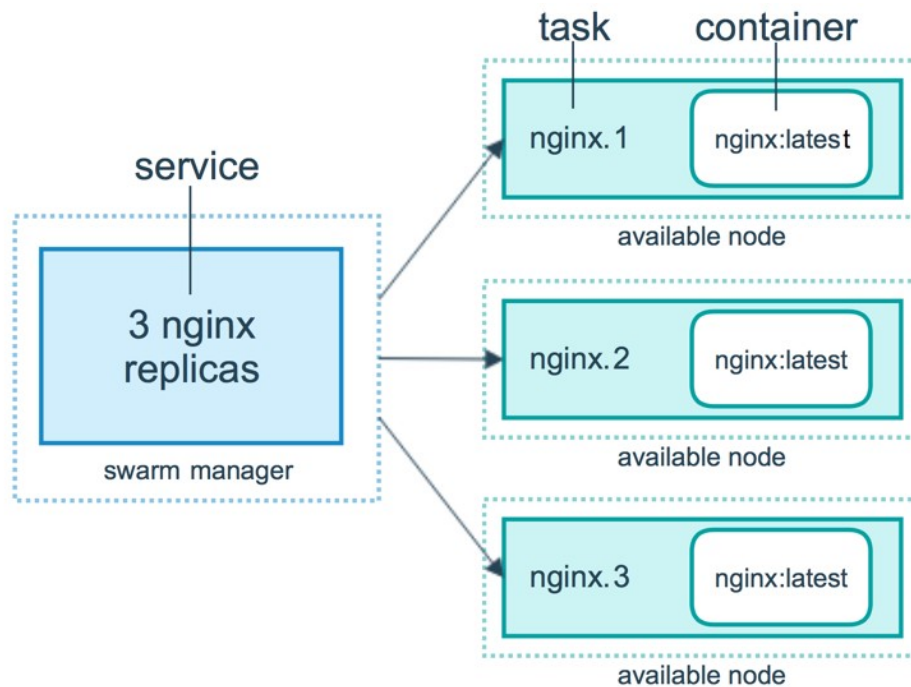 task
container
nginx.1
nginx:latest
available node
service
3 nginx
replicas
swarm manager
nginx.2
nginx:latest
available node
nginx.3
nginx:latest
available node